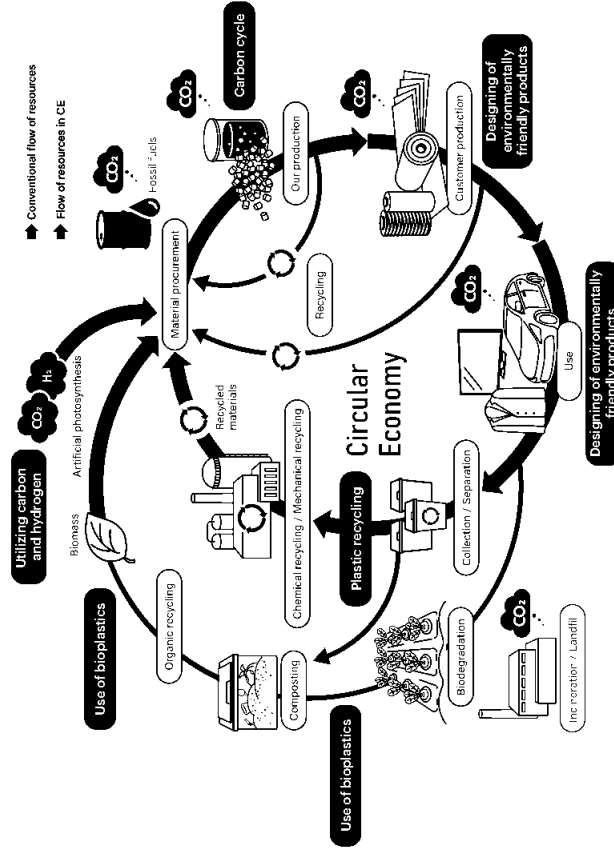 Conventional flow of resources
Flow of resources in CE
Utilizing carbon
and hydrogen
CO₂
H₂
Artificial photosynthesis
Biomass
Use of bioplastics
Organic recycling
CO₂
Fossil fuels
Material procurement
Carbon cycle
CO₂
Our production
Recycling
CO₂
Customer production
Designing of
environmentally
friendly products
Recycled
materials
Chemical recycling / Mechanical recycling
Circular
Economy
Plastic recycling
Composting
Use of bioplastics
Biodegradation
Collection / Separation
CO₂
Use
Designing of environmentally
friendly products
CO₂
Incineration / Landfil